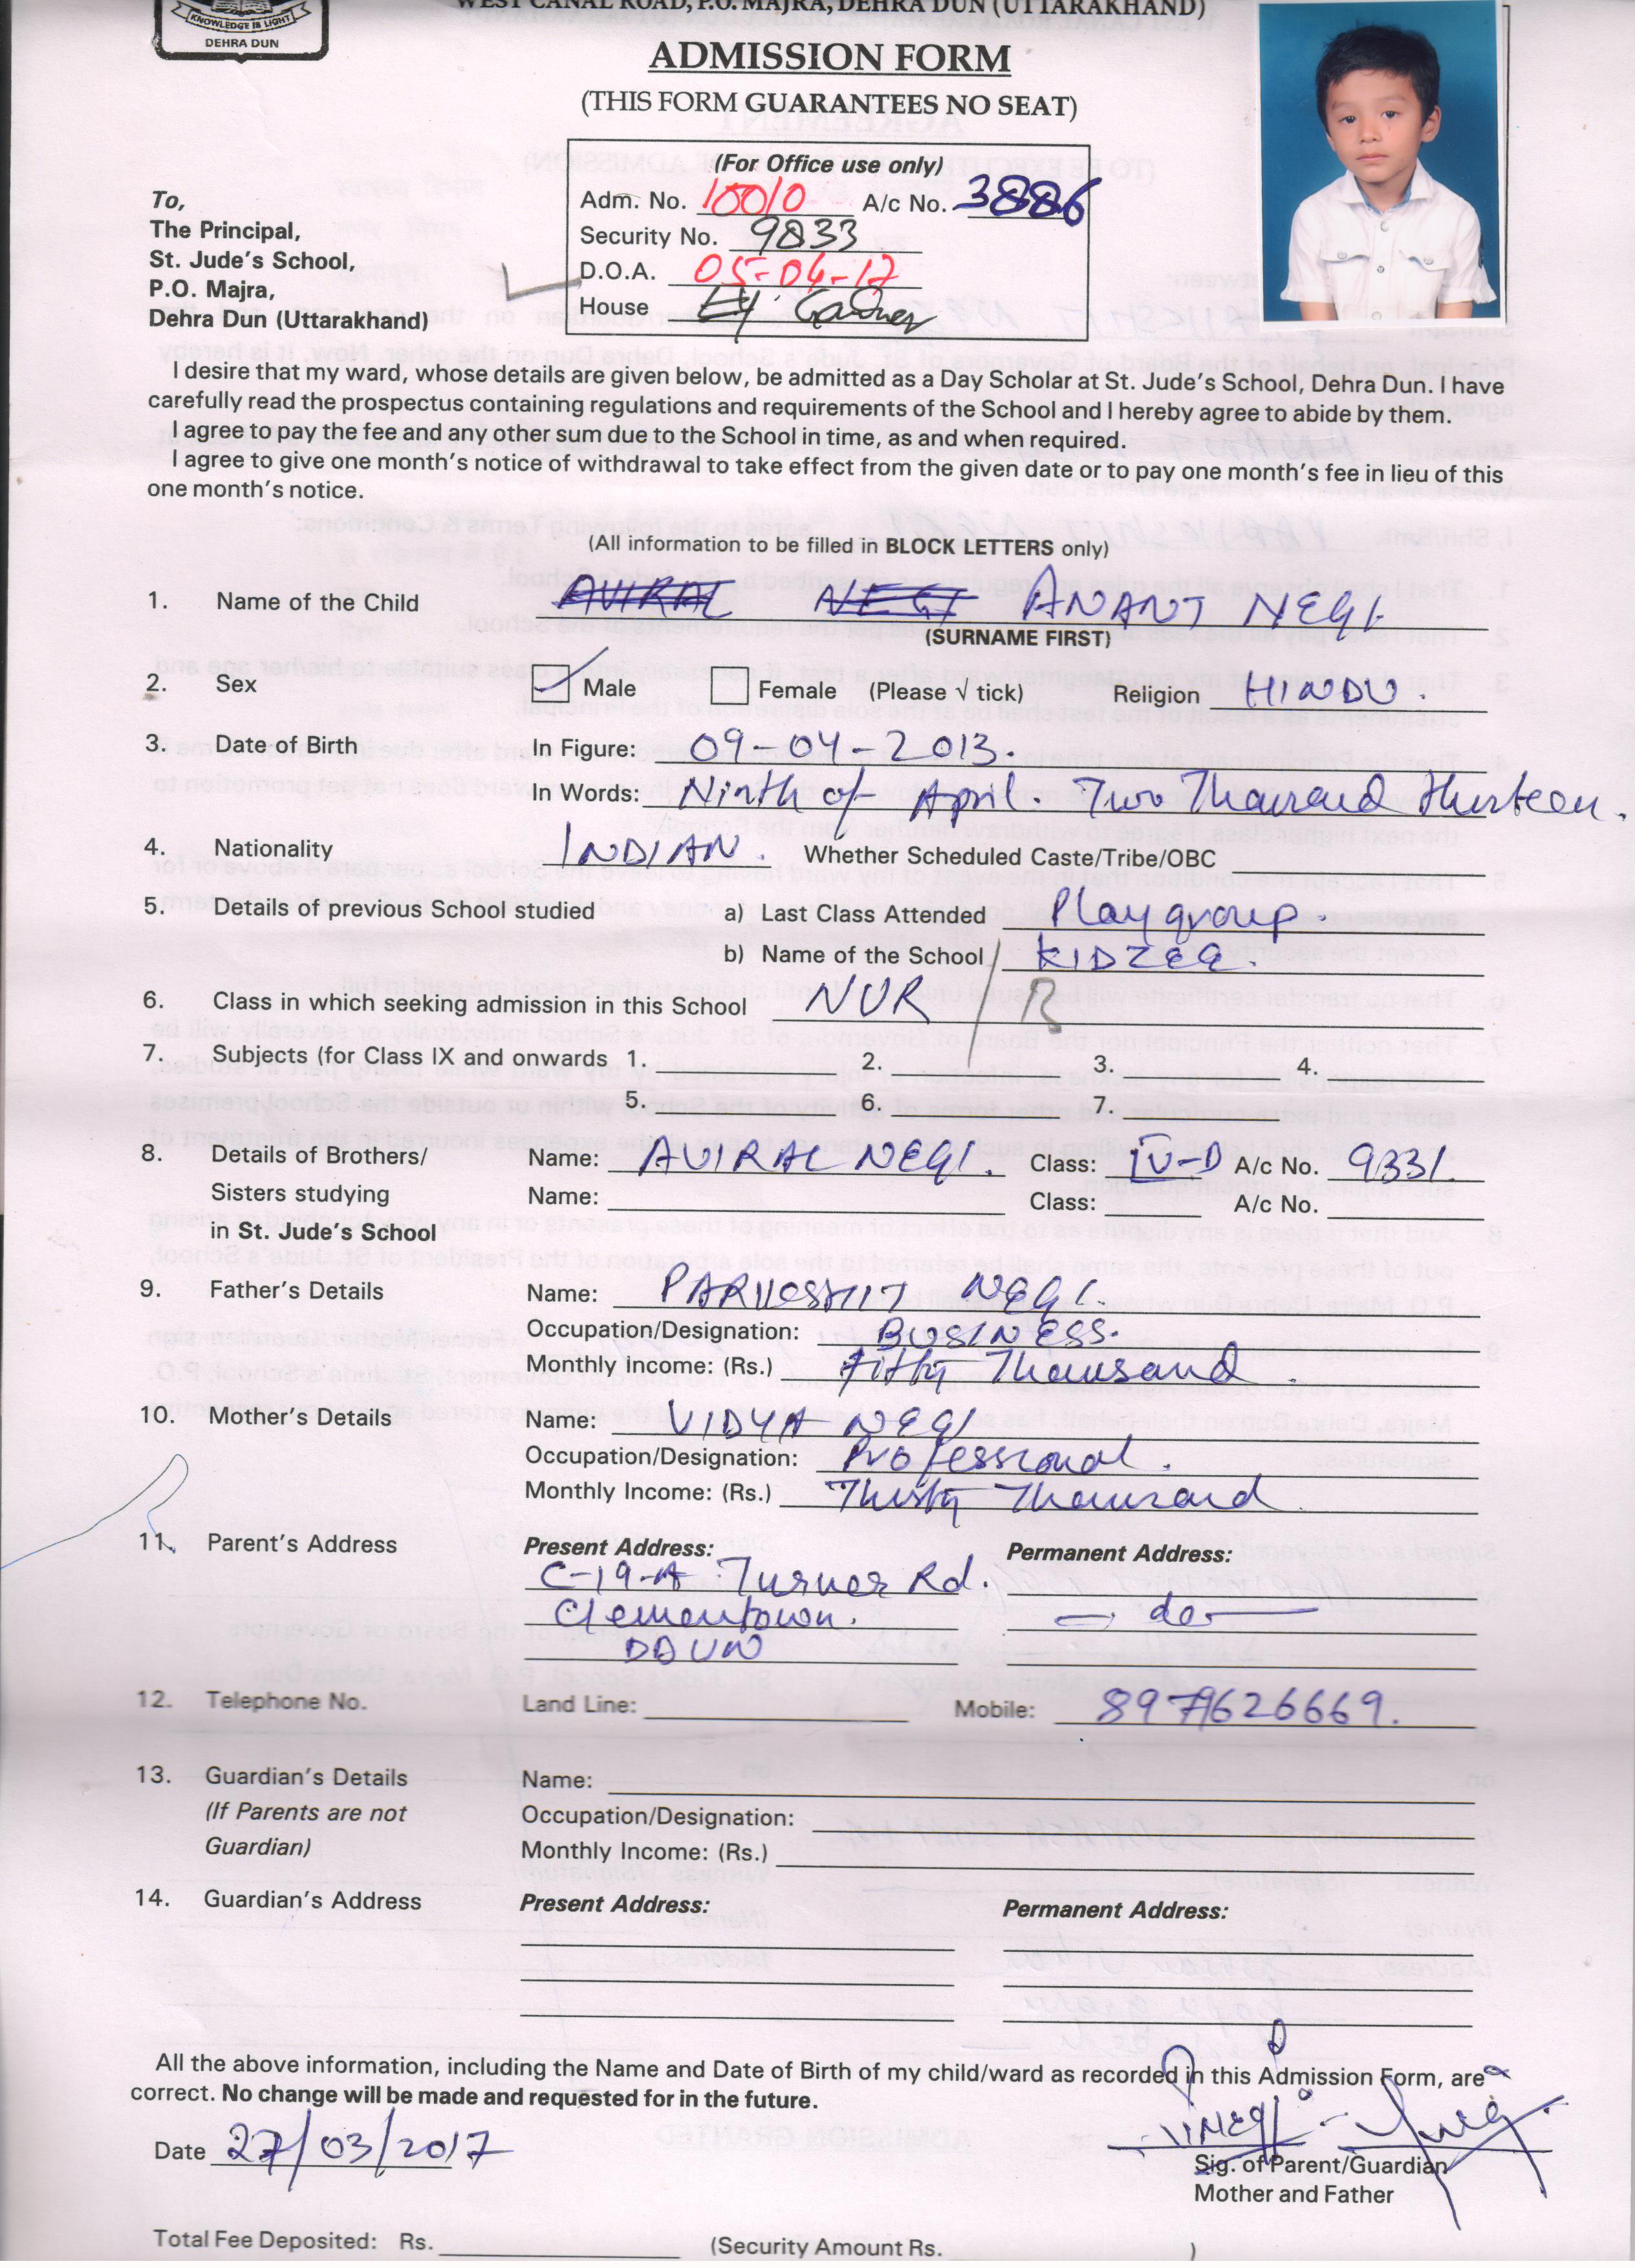 KNOWLEDGE IS LIGHT
DEHRA DUN
WEST CANAL ROAD, P.O. MAJRA, DEHRA DUN (UTTARAKHAND)
ADMISSION FORM
(THIS FORM GUARANTEES NO SEAT)
(For Office use only)
Adm. No. 10010 A/c No. 3886
Security No. 9833
D.O.A. 05-04-17
House
To,
The Principal,
St. Jude's School,
P.O. Majra,
Dehra Dun (Uttarakhand)
I desire that my ward, whose details are given below, be admitted as a Day Scholar at St. Jude's School, Dehra Dun. I have
carefully read the prospectus containing regulations and requirements of the School and I hereby agree to abide by them.
I agree to pay the fee and any other sum due to the School in time, as and when required.
I agree to give one month's notice of withdrawal to take effect from the given date or to pay one month's fee in lieu of this
one month's notice.
(All information to be filled in BLOCK LETTERS only)
1. Name of the Child AVIRAL NEGI ANANT NEGI
(SURNAME FIRST)
2. Sex Male Female (Please √ tick) Religion HINDU.
3. Date of Birth In Figure: 09-04-2013.
In Words: Ninth of April. Two Thousand thirteen.
4. Nationality INDIAN. Whether Scheduled Caste/Tribe/OBC
5. Details of previous School studied a) Last Class Attended Play group.
b) Name of the School KIDZEE.
6. Class in which seeking admission in this School NUR / B
7. Subjects (for Class IX and onwards 1. 2. 3. 4.
5. 6. 7.
8. Details of Brothers/ Name: AVIRAL NEGI. Class: IV-D A/c No. 9331.
Sisters studying Name: Class: A/c No.
in St. Jude's School
9. Father's Details Name: PARIKSHIT NEGI.
Occupation/Designation: BUSINESS.
Monthly Income: (Rs.) Fifty Thousand.
10. Mother's Details Name: VIDYA NEGI
Occupation/Designation: Professional.
Monthly Income: (Rs.) Thirty Thousand
11. Parent's Address Present Address: Permanent Address:
C-19-A Turner Rd.
Clementown. — do —
DDUN
12. Telephone No. Land Line: Mobile: 8979626669.
13. Guardian's Details Name:
(If Parents are not Occupation/Designation:
Guardian) Monthly Income: (Rs.)
14. Guardian's Address Present Address: Permanent Address:
All the above information, including the Name and Date of Birth of my child/ward as recorded in this Admission Form, are
correct. No change will be made and requested for in the future.
Date 27/03/2017
Sig. of Parent/Guardian
Mother and Father
Total Fee Deposited: Rs. (Security Amount Rs. )